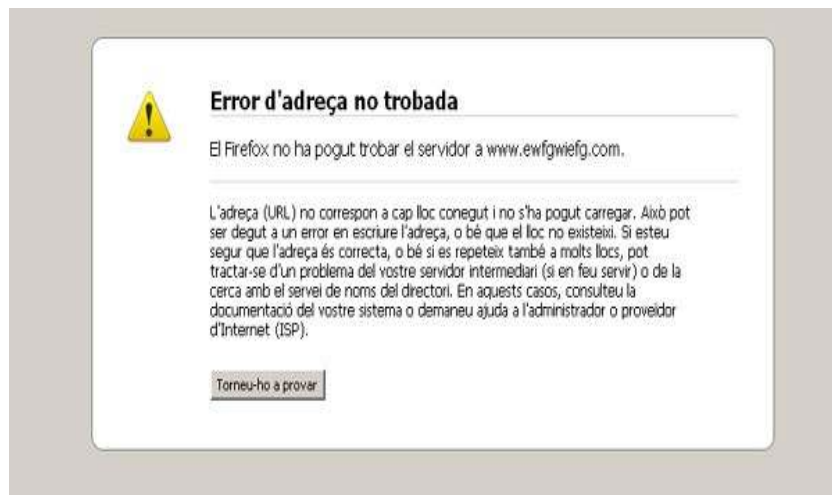 Error d'adreça no trobada
El Firefox no ha pogut trobar el servidor a www.ewfgwiefg.com.
L'adreça (URL) no correspon a cap lloc conegut i no s'ha pogut carregar. Això pot
ser degut a un error en escriure l'adreça, o bé que el lloc no existeixi. Si esteu
segur que l'adreça és correcta, o bé si es repeteix també a molts llocs, pot
tractar-se d'un problema del vostre servidor intermediari (si en feu servir) o de la
cerca amb el servei de noms del directori. En aquests casos, consulteu la
documentació del vostre sistema o demaneu ajuda a l'administrador o proveïdor
d'Internet (ISP).
Torneu-ho a provar